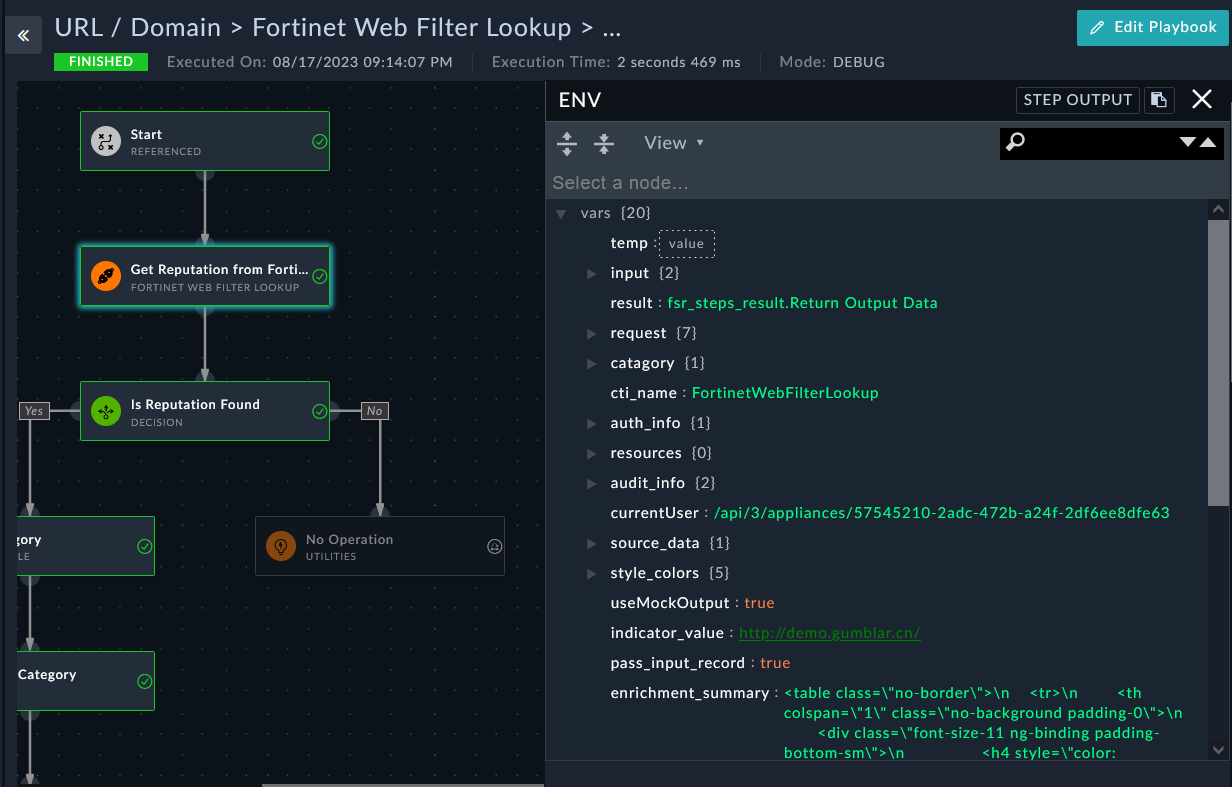 URL / Domain > Fortinet Web Filter Lookup > ...
Edit Playbook
FINISHED Executed On: 08/17/2023 09:14:07 PM Execution Time: 2 seconds 469 ms Mode: DEBUG
Start
REFERENCED
Get Reputation from Forti...
FORTINET WEB FILTER LOOKUP
Is Reputation Found
DECISION
Yes
No
gory
LE
No Operation
UTILITIES
Category
ENV
STEP OUTPUT
View
Select a node...
vars {20}
temp : value
input {2}
result : fsr_steps_result.Return Output Data
request {7}
catagory {1}
cti_name : FortinetWebFilterLookup
auth_info {1}
resources {0}
audit_info {2}
currentUser : /api/3/appliances/57545210-2adc-472b-a24f-2df6ee8dfe63
source_data {1}
style_colors {5}
useMockOutput : true
indicator_value : http://demo.gumblar.cn/
pass_input_record : true
enrichment_summary : <table class=\"no-border\">\n <tr>\n <th
colspan=\"1\" class=\"no-background padding-0\">\n
<div class=\"font-size-11 ng-binding padding-
bottom-sm\">\n <h4 style=\"color: